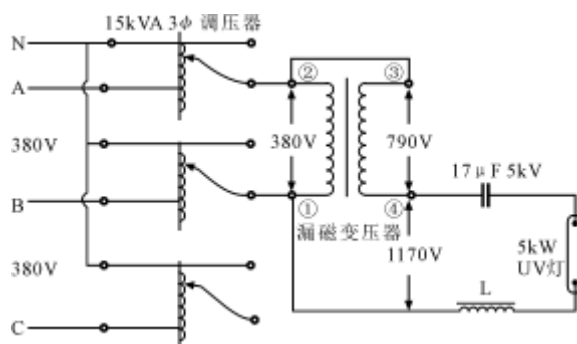 N
15kVA 3φ 调压器
A
② ③
380V
380V
790V
17μF 5kV
B
① ④
漏磁变压器
5kW
UV灯
380V
1170V
L
C